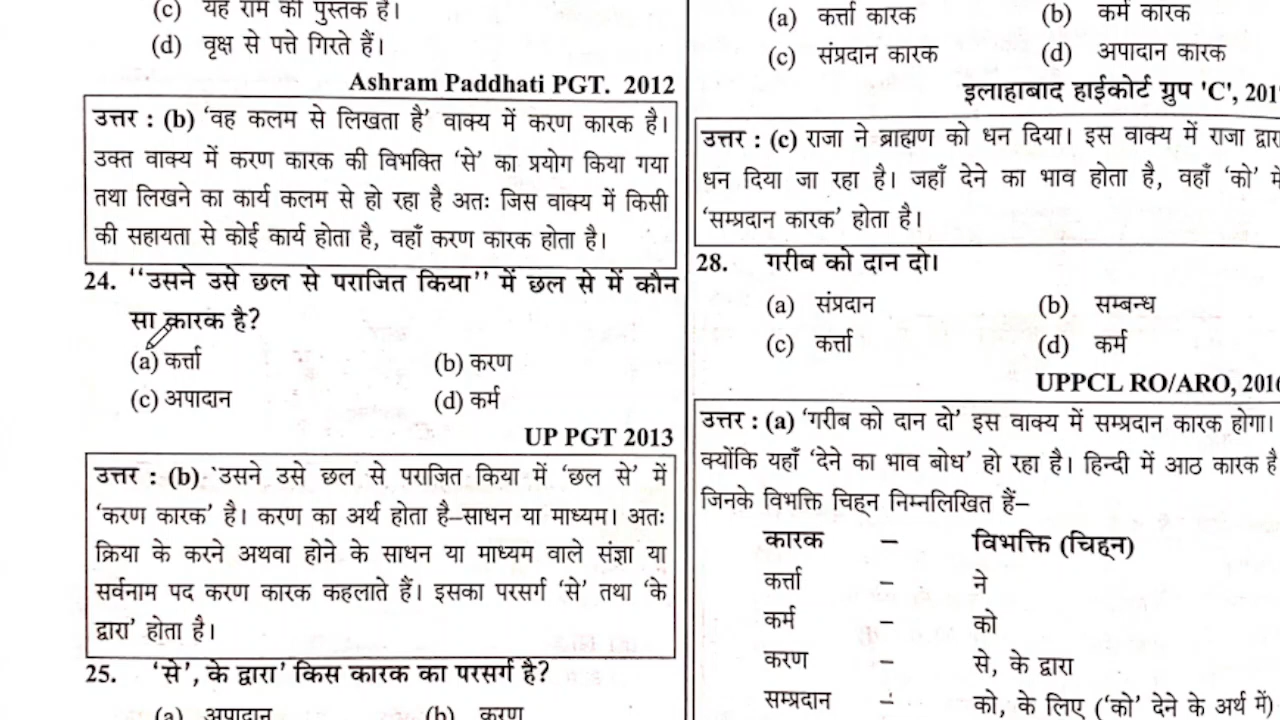 (c) यह राम की पुस्तक है।
(d) वृक्ष से पत्ते गिरते हैं।
Ashram Paddhati PGT. 2012
उत्तर : (b) ‘वह कलम से लिखता है’ वाक्य में करण कारक है।
उक्त वाक्य में करण कारक की विभक्ति ‘से’ का प्रयोग किया गया
तथा लिखने का कार्य कलम से हो रहा है अतः जिस वाक्य में किसी
की सहायता से कोई कार्य होता है, वहाँ करण कारक होता है।
24. ‘‘उसने उसे छल से पराजित किया’’ में छल से में कौन
सा कारक है?
(a) कर्त्ता (b) करण
(c) अपादान (d) कर्म
UP PGT 2013
उत्तर : (b) ‘उसने उसे छल से पराजित किया में ‘छल से’ में
‘करण कारक’ है। करण का अर्थ होता है–साधन या माध्यम। अतः
क्रिया के करने अथवा होने के साधन या माध्यम वाले संज्ञा या
सर्वनाम पद करण कारक कहलाते हैं। इसका परसर्ग ‘से’ तथा ‘के
द्वारा’ होता है।
25. ‘से’, के द्वारा’ किस कारक का परसर्ग है?
(a) अपादान (b) करण
(a) कर्त्ता कारक (b) कर्म कारक
(c) संप्रदान कारक (d) अपादान कारक
इलाहाबाद हाईकोर्ट ग्रुप 'C', 201
उत्तर : (c) राजा ने ब्राह्मण को धन दिया। इस वाक्य में राजा द्वारा
धन दिया जा रहा है। जहाँ देने का भाव होता है, वहाँ ‘को’ में
‘सम्प्रदान कारक’ होता है।
28. गरीब को दान दो।
(a) संप्रदान (b) सम्बन्ध
(c) कर्त्ता (d) कर्म
UPPCL RO/ARO, 2016
उत्तर : (a) ‘गरीब को दान दो’ इस वाक्य में सम्प्रदान कारक होगा।
क्योंकि यहाँ ‘देने का भाव बोध’ हो रहा है। हिन्दी में आठ कारक है
जिनके विभक्ति चिह्न निम्नलिखित हैं–
कारक – विभक्ति (चिह्न)
कर्त्ता – ने
कर्म – को
करण – से, के द्वारा
सम्प्रदान – को, के लिए (‘को’ देने के अर्थ में)